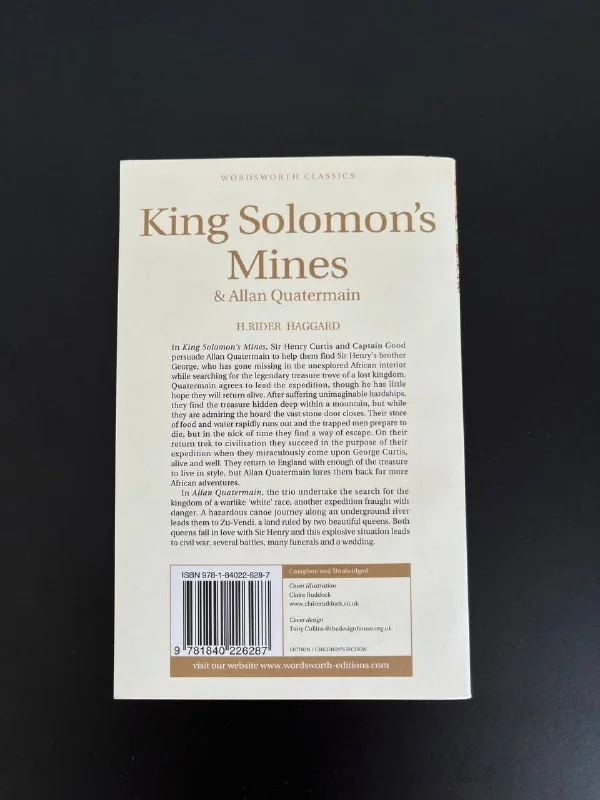 WORDSWORTH CLASSICS
King Solomon's
Mines
& Allan Quatermain
H.RIDER HAGGARD
In King Solomon's Mines, Sir Henry Curtis and Captain Good
persuade Allan Quatermain to help them find Sir Henry's brother
George, who has gone missing in the unexplored African interior
while searching for the legendary treasure trove of a lost kingdom.
Quatermain agrees to lead the expedition, though he has little
hope they will return alive. After suffering unimaginable hardships,
they find the treasure hidden deep within a mountain, but while
they are admiring the hoard the vast stone door closes. Their store
of food and water rapidly runs out and the trapped men prepare to
die, but in the nick of time they find a way of escape. On their
return trek to civilisation they succeed in the purpose of their
expedition when they miraculously come upon George Curtis,
alive and well. They return to England with enough of the treasure
to live in style, but Allan Quatermain lures them back for more
African adventures.
In Allan Quatermain, the trio undertake the search for the
kingdom of a warlike 'white' race, another expedition fraught with
danger. A hazardous canoe journey along an underground river
leads them to Zu-Vendi, a land ruled by two beautiful queens. Both
queens fall in love with Sir Henry and this explosive situation leads
to civil war, several battles, many funerals and a wedding.
ISBN 978-1-84022-628-7
9 781840 226287
Complete and Unabridged
Cover illustration
Claire Ruddock
www.claireruddock.co.uk
Cover design
Tony Collins @thedesignhouse.org.uk
FICTION / CHILDREN'S FICTION
visit our website www.wordsworth-editions.com